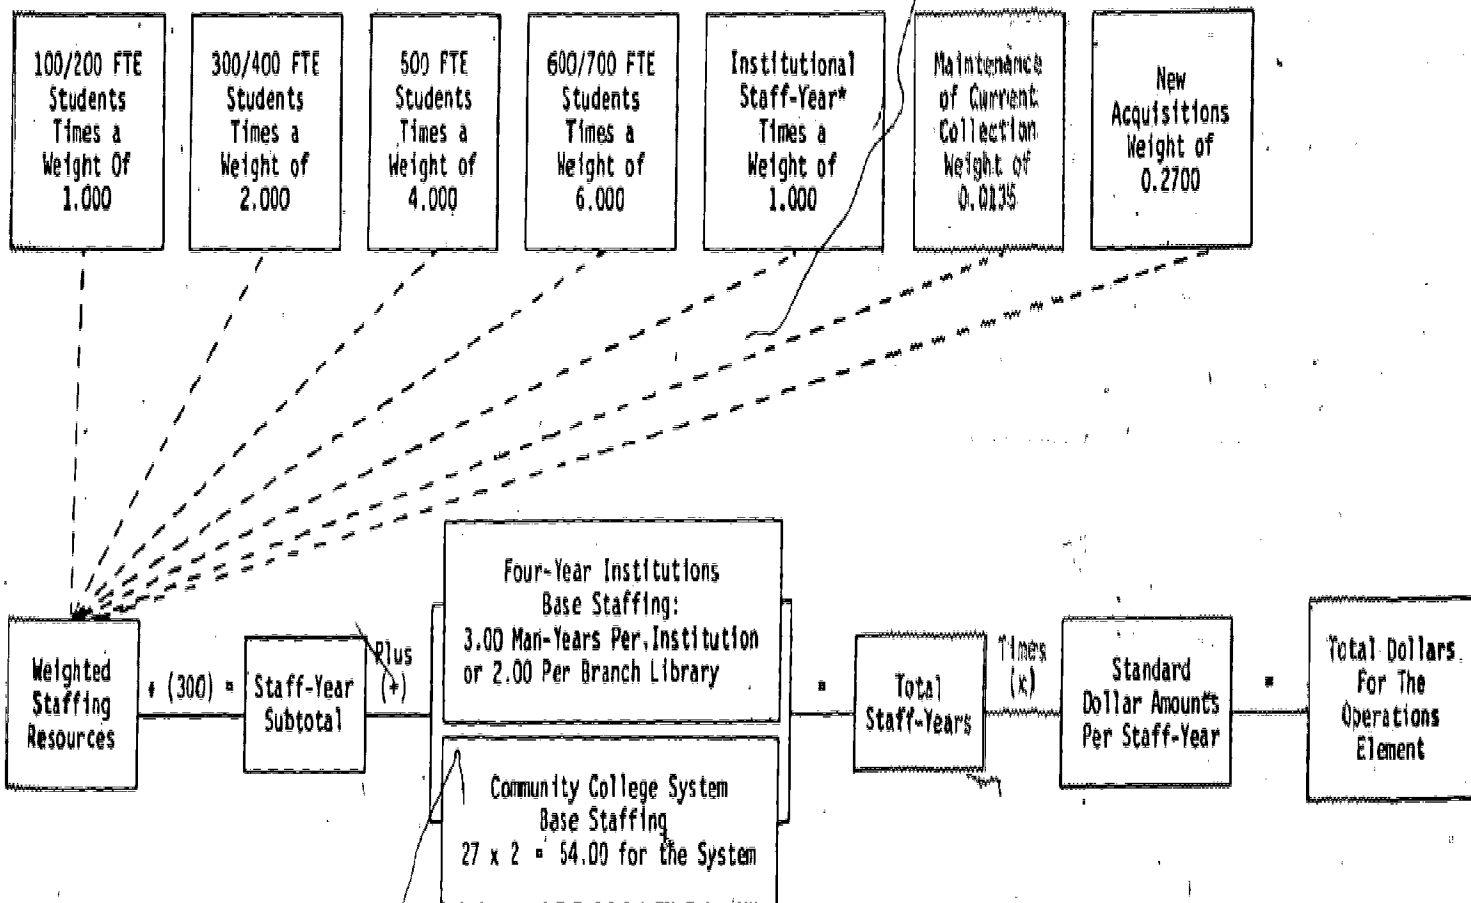 100/200 FTE
Students
Times a
Weight Of
1.000
300/400 FTE
Students
Times a
Weight of
2.000
500 FTE
Students
Times a
Weight of
4.000
600/700 FTE
Students
Times a
Weight of
6.000
Institutional
Staff-Year*
Times a
Weight of
1.000
Maintenance
of Current
Collection
Weight of
0.0135
New
Acquisitions
Weight of
0.2700
Weighted
Staffing
Resources
÷ (300) =
Staff-Year
Subtotal
Plus
(+)
Four-Year Institutions
Base Staffing:
3.00 Man-Years Per Institution
or 2.00 Per Branch Library
Community College System
Base Staffing
27 x 2 = 54.00 for the System
=
Total
Staff-Years
Times
(x)
Standard
Dollar Amounts
Per Staff-Year
=
Total Dollars
For The
Operations
Element